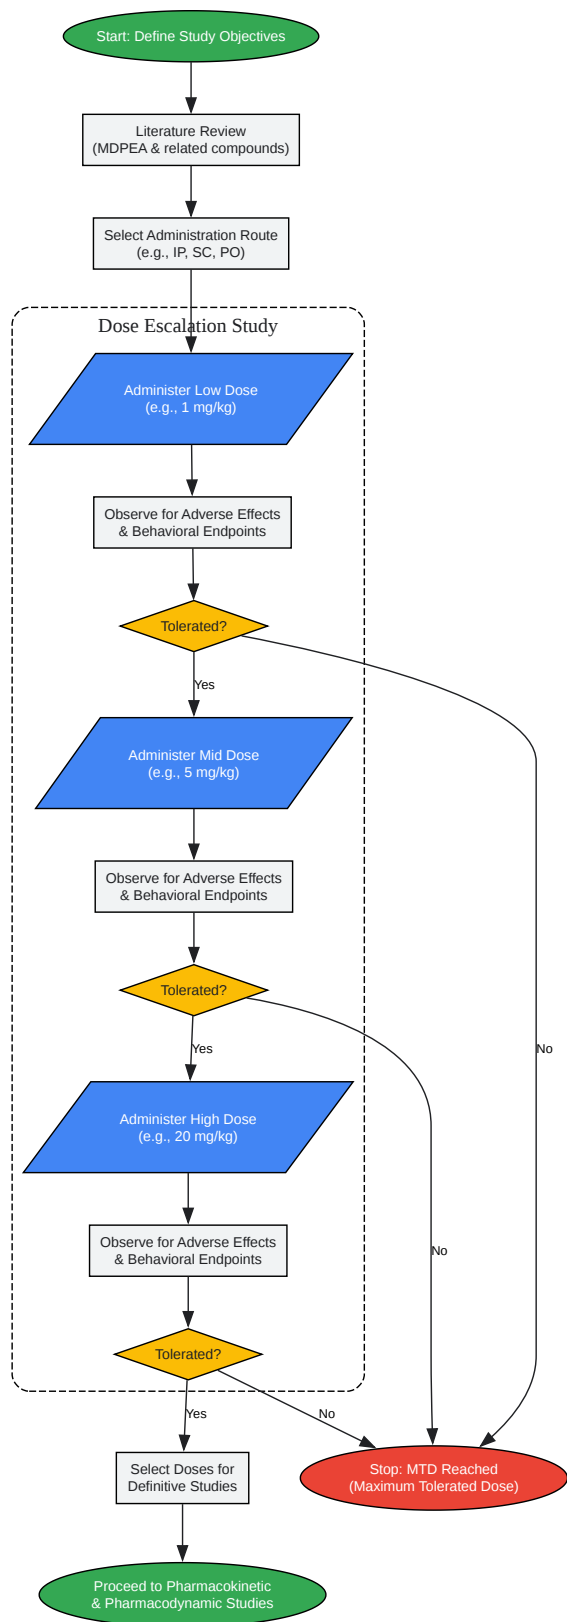 Start: Define Study Objectives
Literature Review
(MDPEA & related compounds)
Select Administration Route
(e.g., IP, SC, PO)
Dose Escalation Study
Administer Low Dose
(e.g., 1 mg/kg)
Observe for Adverse Effects
& Behavioral Endpoints
Tolerated?
Yes
Administer Mid Dose
(e.g., 5 mg/kg)
Observe for Adverse Effects
& Behavioral Endpoints
Tolerated?
Yes
No
Administer High Dose
(e.g., 20 mg/kg)
Observe for Adverse Effects
& Behavioral Endpoints
No
Tolerated?
Yes
No
Select Doses for
Definitive Studies
Stop: MTD Reached
(Maximum Tolerated Dose)
Proceed to Pharmacokinetic
& Pharmacodynamic Studies